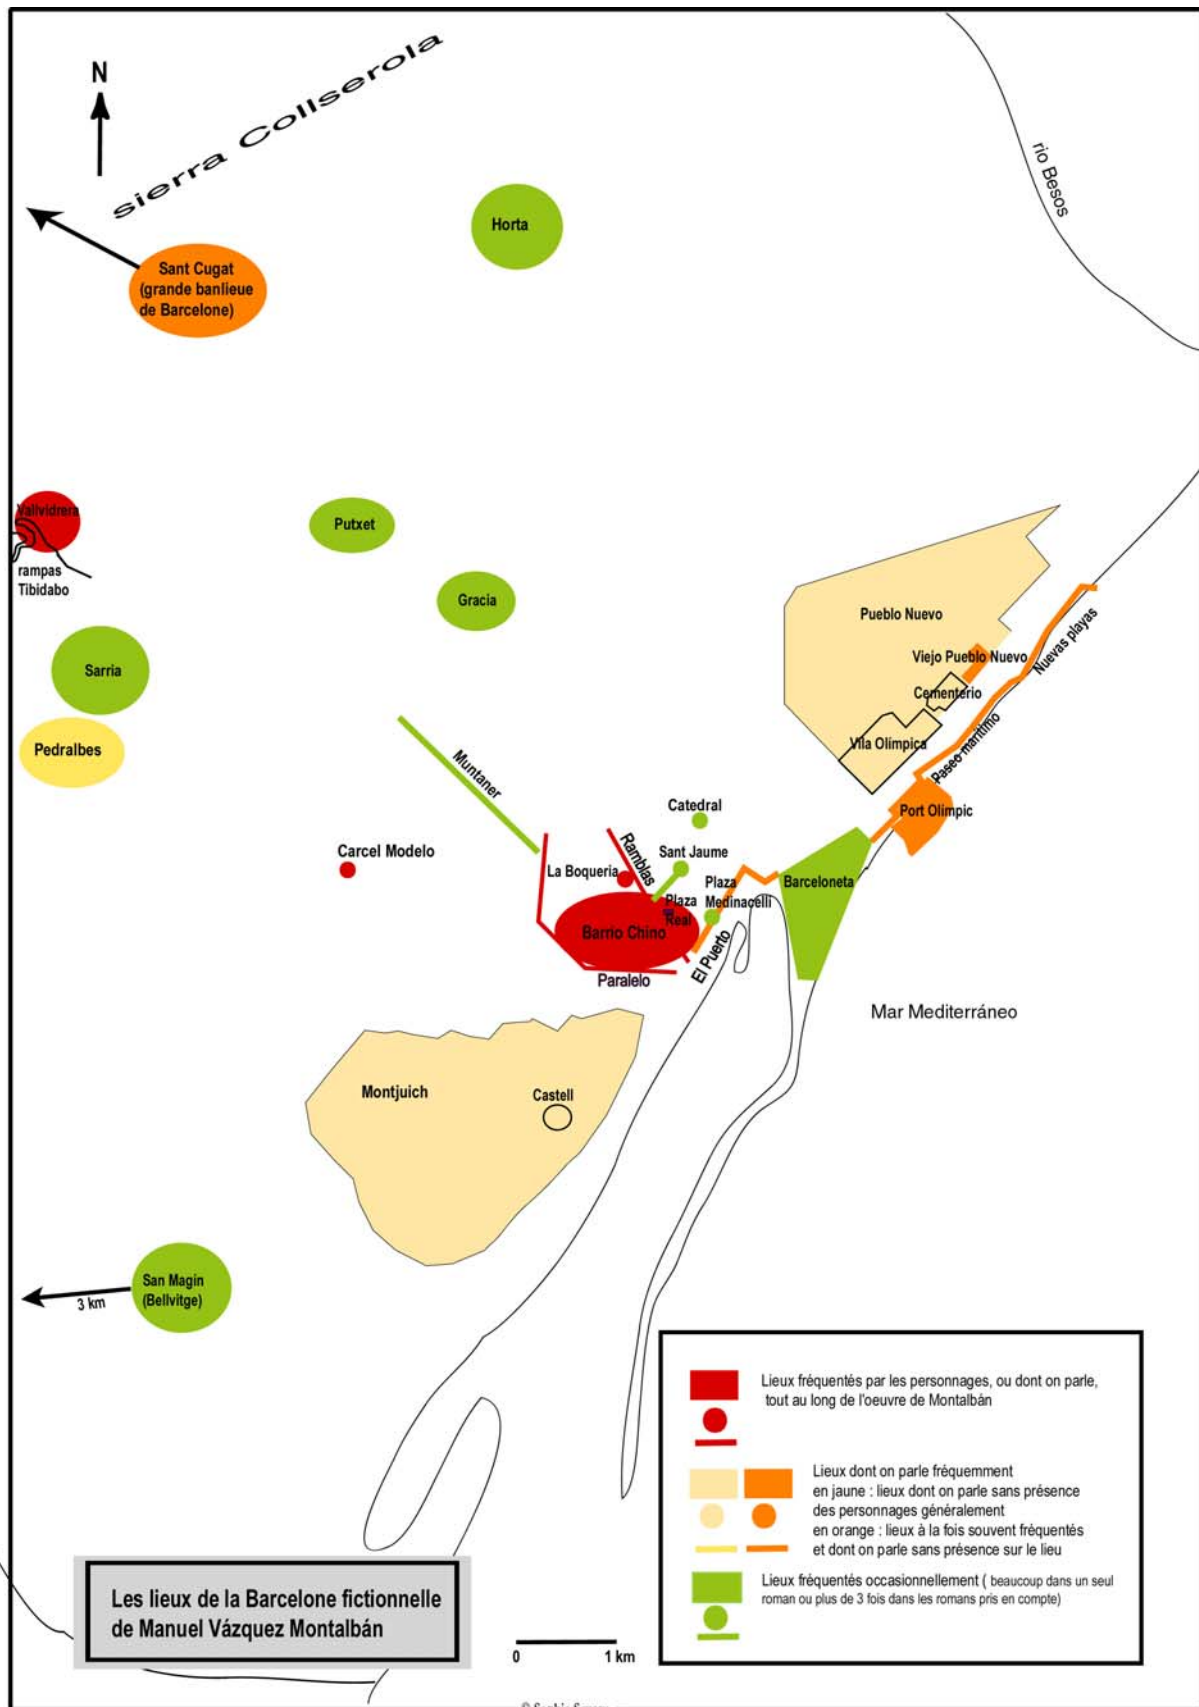 N
sierra Collserola
rio Besos
Horta
Sant Cugat
(grande banlieue
de Barcelone)
Vallvidrera
rampas
Tibidabo
Putxet
Gracia
Sarria
Pedralbes
Pueblo Nuevo
Viejo Pueblo Nuevo
Cementerio
Vila Olímpica
Nuevas playas
Paseo marítimo
Port Olimpic
Muntaner
Catedral
Carcel Modelo
Ramblas
Sant Jaume
La Boqueria
Plaza
Medinacelli
Barceloneta
Plaza
Real
Barrio Chino
El Puerto
Paralelo
Mar Mediterráneo
Montjuich
Castell
San Magín
(Bellvitge)
3 km
Lieux fréquentés par les personnages, ou dont on parle,
tout au long de l'oeuvre de Montalbán
Lieux dont on parle fréquemment
en jaune : lieux dont on parle sans présence
des personnages généralement
en orange : lieux à la fois souvent fréquentés
et dont on parle sans présence sur le lieu
Lieux fréquentés occasionnellement ( beaucoup dans un seul
roman ou plus de 3 fois dans les romans pris en compte)
Les lieux de la Barcelone fictionnelle
de Manuel Vázquez Montalbán
0 1 km